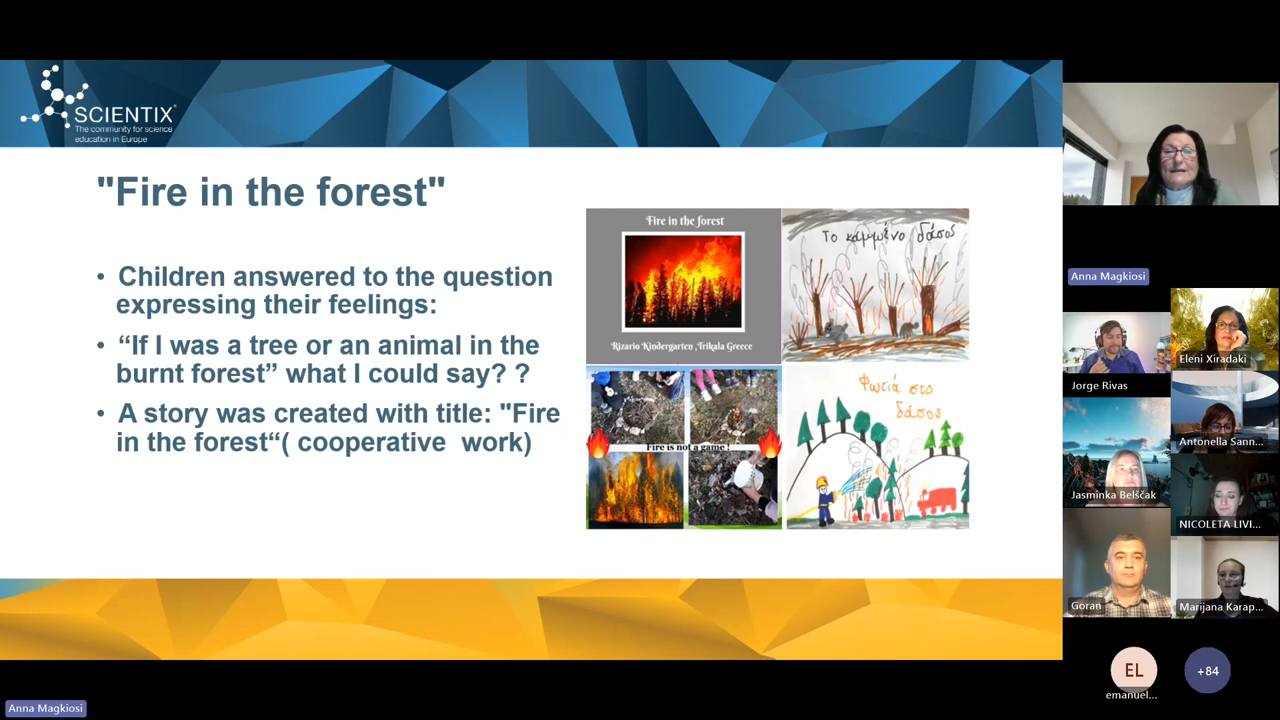 SCIENTIX®
The community for science
education in Europe
"Fire in the forest"
• Children answered to the question
expressing their feelings:
• “If I was a tree or an animal in the
burnt forest” what I could say? ?
• A story was created with title: "Fire
in the forest“( cooperative work)
Fire in the forest
Rizario Kindergarten ,Trikala Greece
Το καμμένο δάσος
Fire is not a game !
Φωτιά στο
δάσος
Anna Magkiosi
Jorge Rivas
Eleni Xiradaki
Antonella Sann...
Jasminka Belščak
NICOLETA LIVI...
Goran
Marijana Karap...
EL
emanuel...
+84
Anna Magkiosi